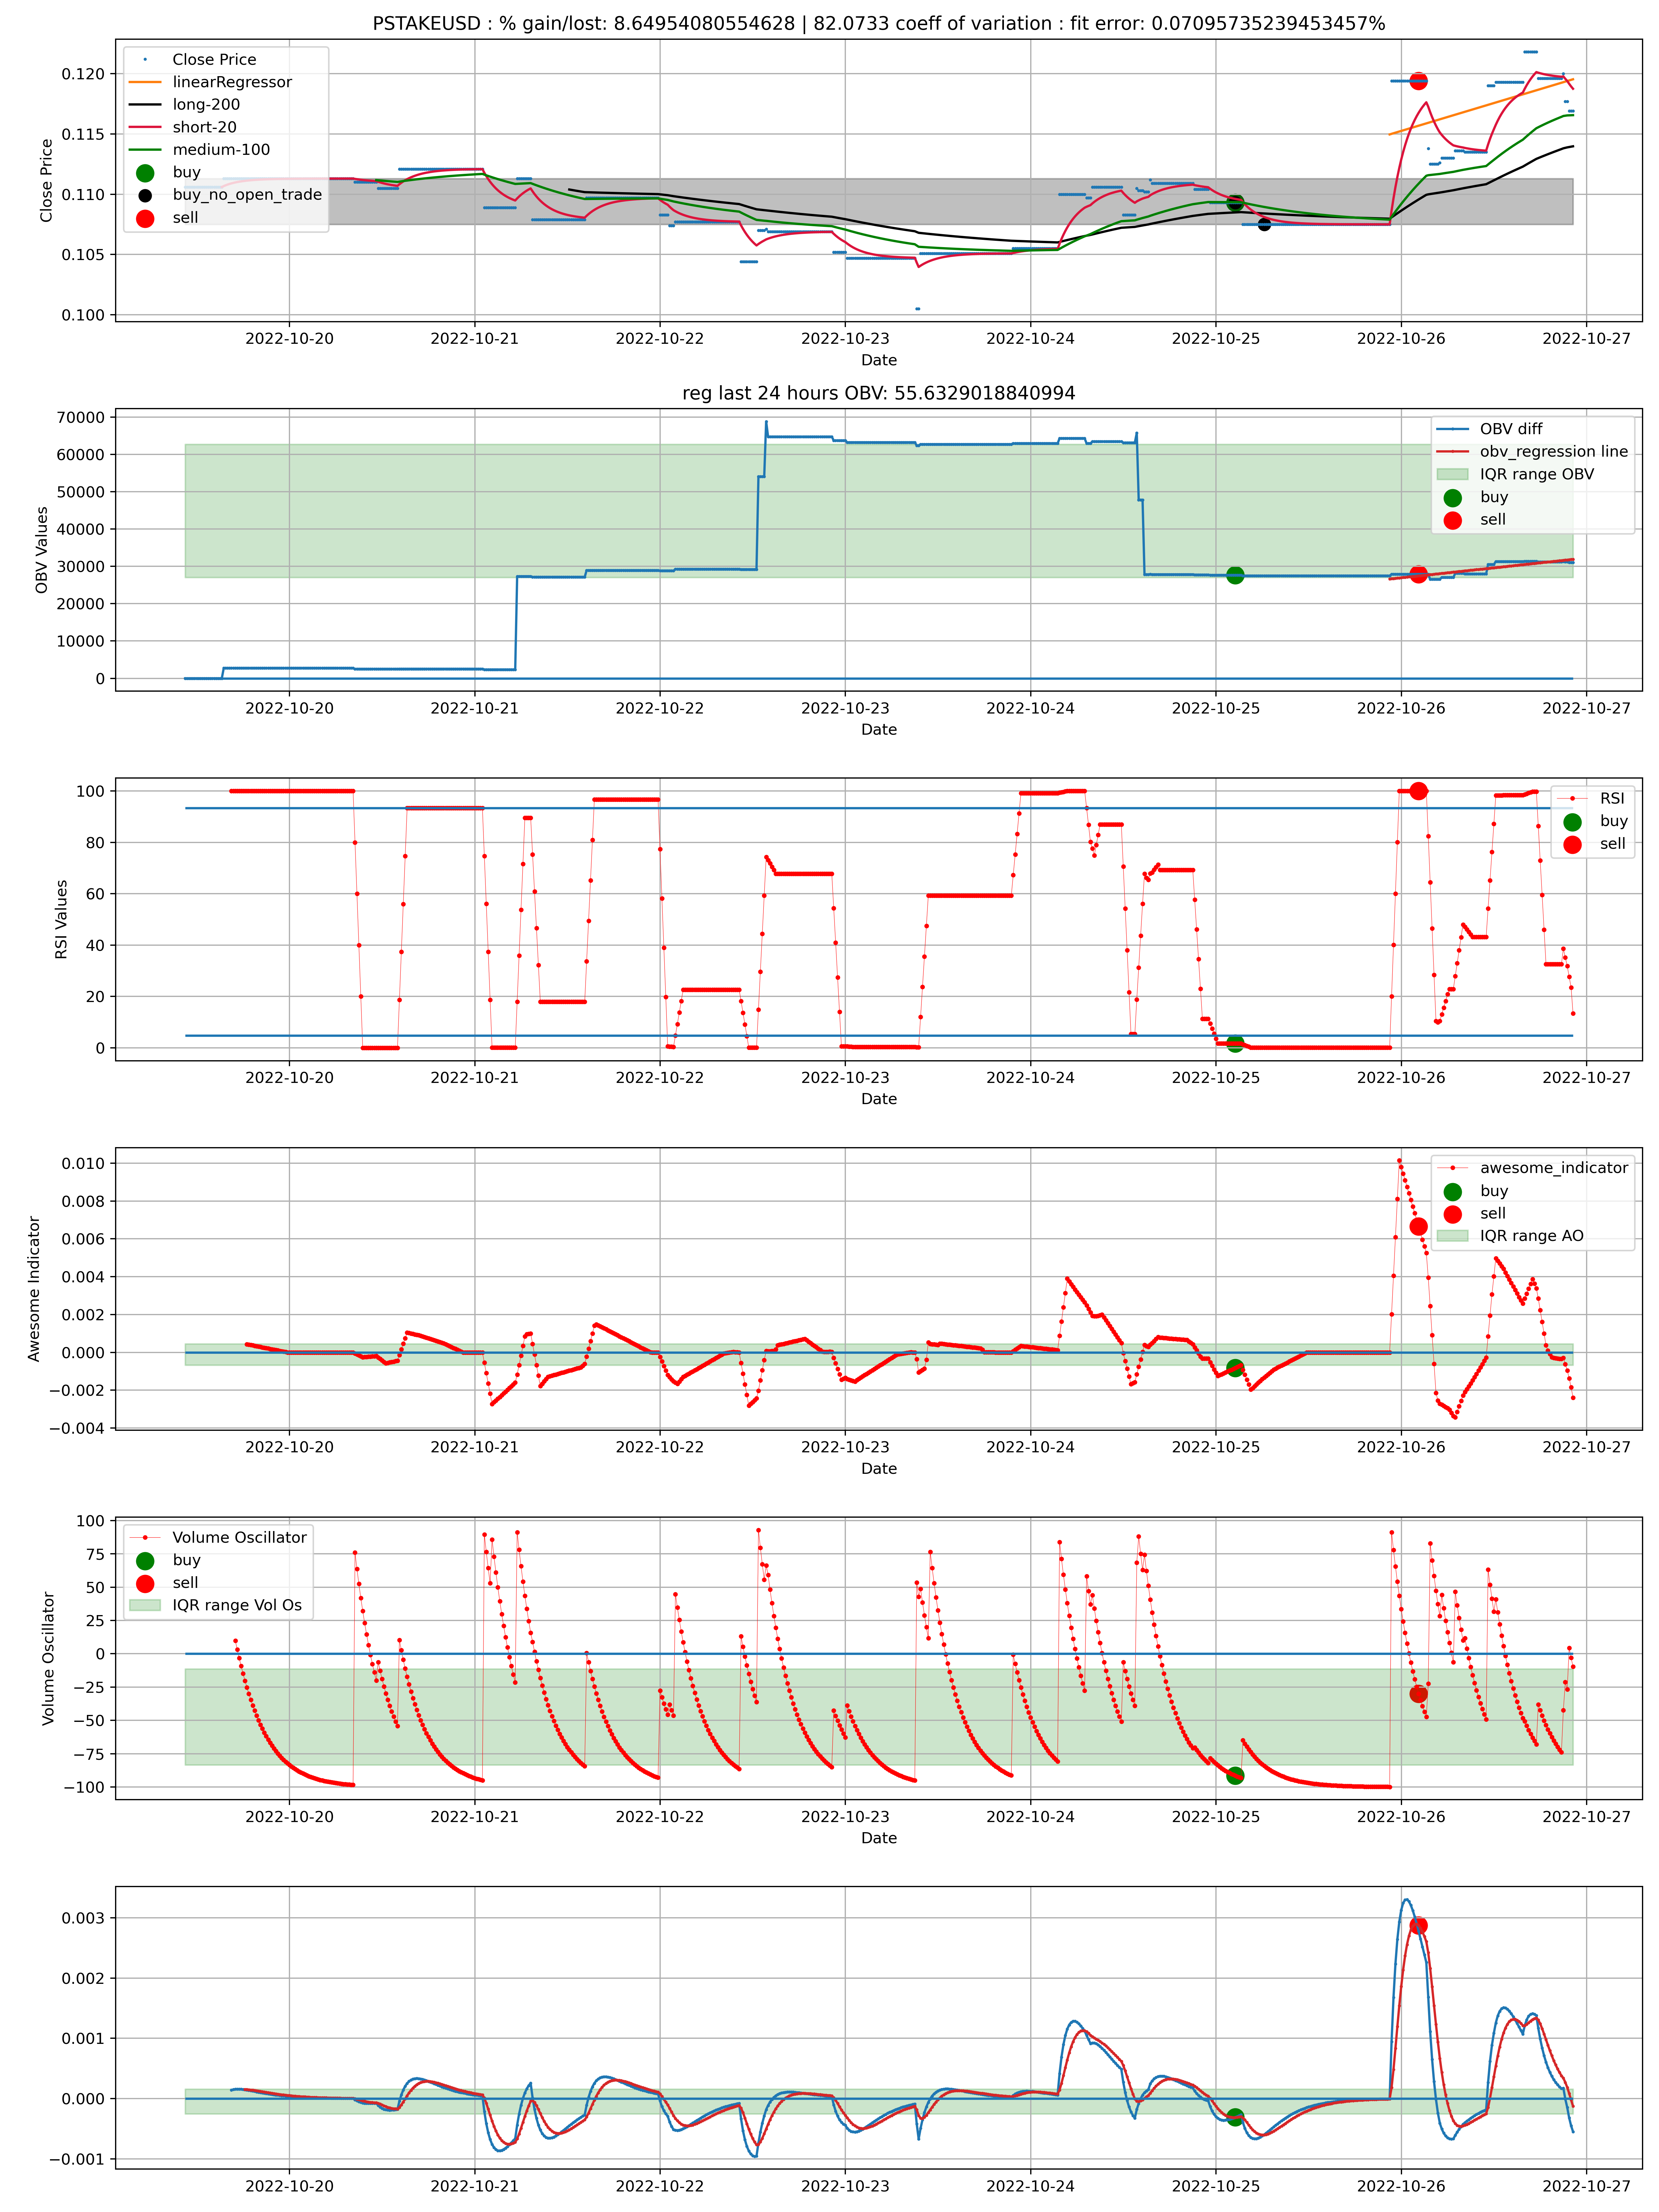 PSTAKEUSD : % gain/lost: 8.64954080554628 | 82.0733 coeff of variation : fit error: 0.07095735239453457%
Close Price
linearRegressor
long-200
short-20
medium-100
buy
buy_no_open_trade
sell
Close Price
0.120
0.115
0.110
0.105
0.100
2022-10-20 2022-10-21 2022-10-22 2022-10-23 2022-10-24 2022-10-25 2022-10-26 2022-10-27
Date
reg last 24 hours OBV: 55.6329018840994
OBV diff
obv_regression line
IQR range OBV
buy
sell
OBV Values
70000
60000
50000
40000
30000
20000
10000
0
2022-10-20 2022-10-21 2022-10-22 2022-10-23 2022-10-24 2022-10-25 2022-10-26 2022-10-27
Date
RSI
buy
sell
RSI Values
100
80
60
40
20
0
2022-10-20 2022-10-21 2022-10-22 2022-10-23 2022-10-24 2022-10-25 2022-10-26 2022-10-27
Date
awesome_indicator
buy
sell
IQR range AO
Awesome Indicator
0.010
0.008
0.006
0.004
0.002
0.000
−0.002
−0.004
2022-10-20 2022-10-21 2022-10-22 2022-10-23 2022-10-24 2022-10-25 2022-10-26 2022-10-27
Date
Volume Oscillator
buy
sell
IQR range Vol Os
Volume Oscillator
100
75
50
25
0
−25
−50
−75
−100
2022-10-20 2022-10-21 2022-10-22 2022-10-23 2022-10-24 2022-10-25 2022-10-26 2022-10-27
Date
0.003
0.002
0.001
0.000
−0.001
2022-10-20 2022-10-21 2022-10-22 2022-10-23 2022-10-24 2022-10-25 2022-10-26 2022-10-27